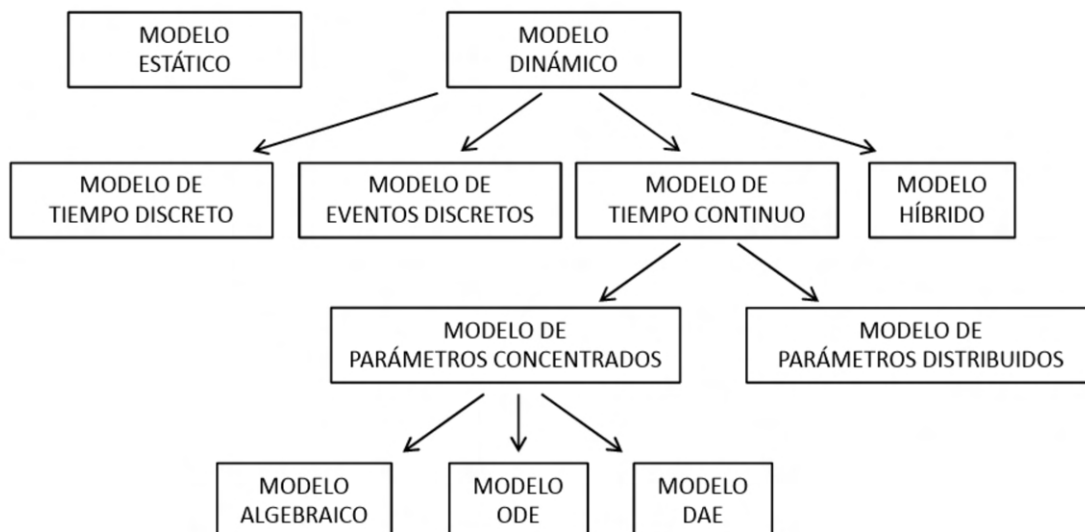 MODELO
ESTÁTICO
MODELO
DINÁMICO
MODELO DE
TIEMPO DISCRETO
MODELO DE
EVENTOS DISCRETOS
MODELO DE
TIEMPO CONTINUO
MODELO
HÍBRIDO
MODELO DE
PARÁMETROS CONCENTRADOS
MODELO DE
PARÁMETROS DISTRIBUIDOS
MODELO
ALGEBRAICO
MODELO
ODE
MODELO
DAE